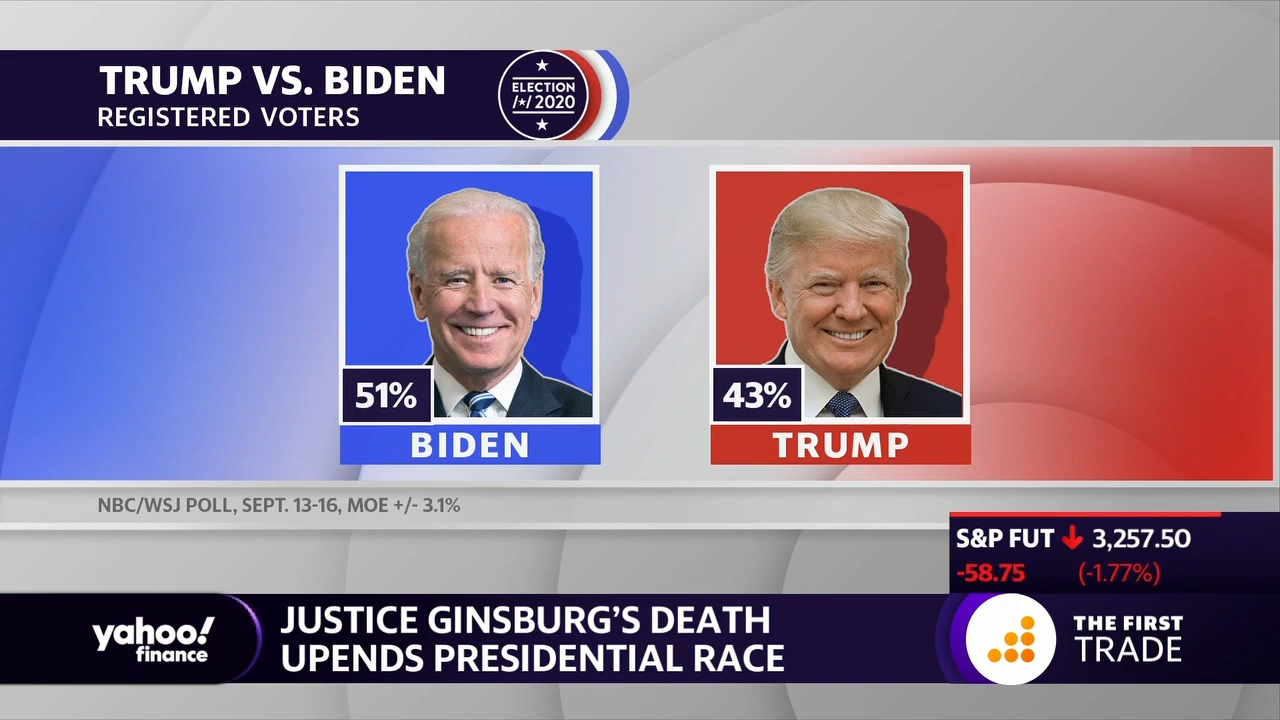 TRUMP VS. BIDEN
REGISTERED VOTERS
ELECTION
/★/ 2020
51%
BIDEN
43%
TRUMP
NBC/WSJ POLL, SEPT. 13-16, MOE +/- 3.1%
S&P FUT 3,257.50
-58.75 (-1.77%)
yahoo!
finance
JUSTICE GINSBURG'S DEATH
UPENDS PRESIDENTIAL RACE
THE FIRST
TRADE